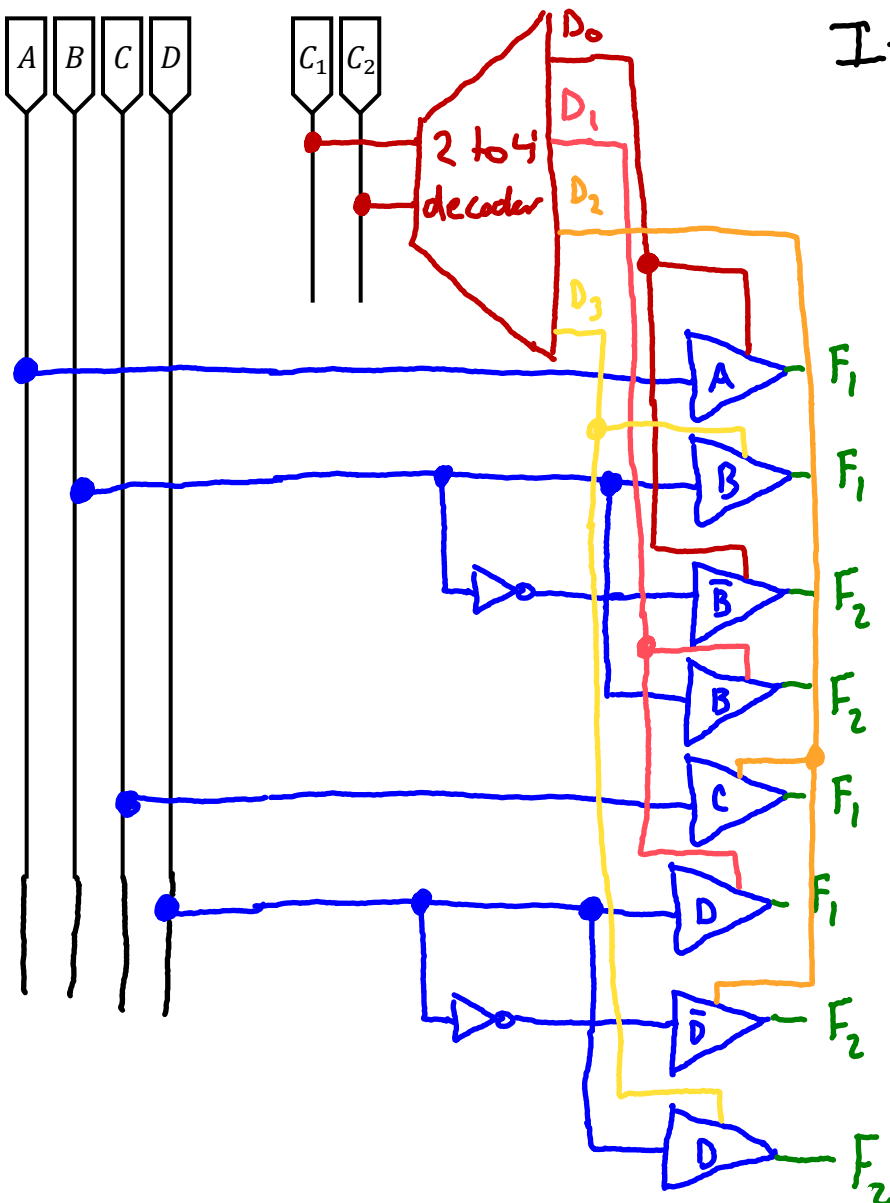 A B C D C₁ C₂
D₀
I.
D₁
2 to 4
D₂
decoder
D₃
A F₁
B F₁
B̅ F₂
B F₂
C F₁
D F₁
D̅ F₂
D F₂